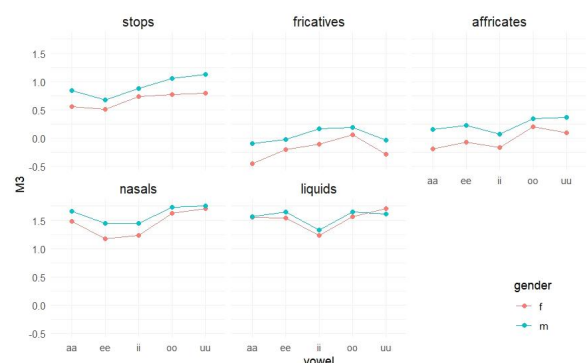 stops fricatives affricates
1.5
1.0
0.5
0.0
-0.5
aa ee ii oo uu
M3
nasals liquids
1.5
1.0
0.5
0.0
-0.5
aa ee ii oo uu aa ee ii oo uu
vowel
gender
f
m